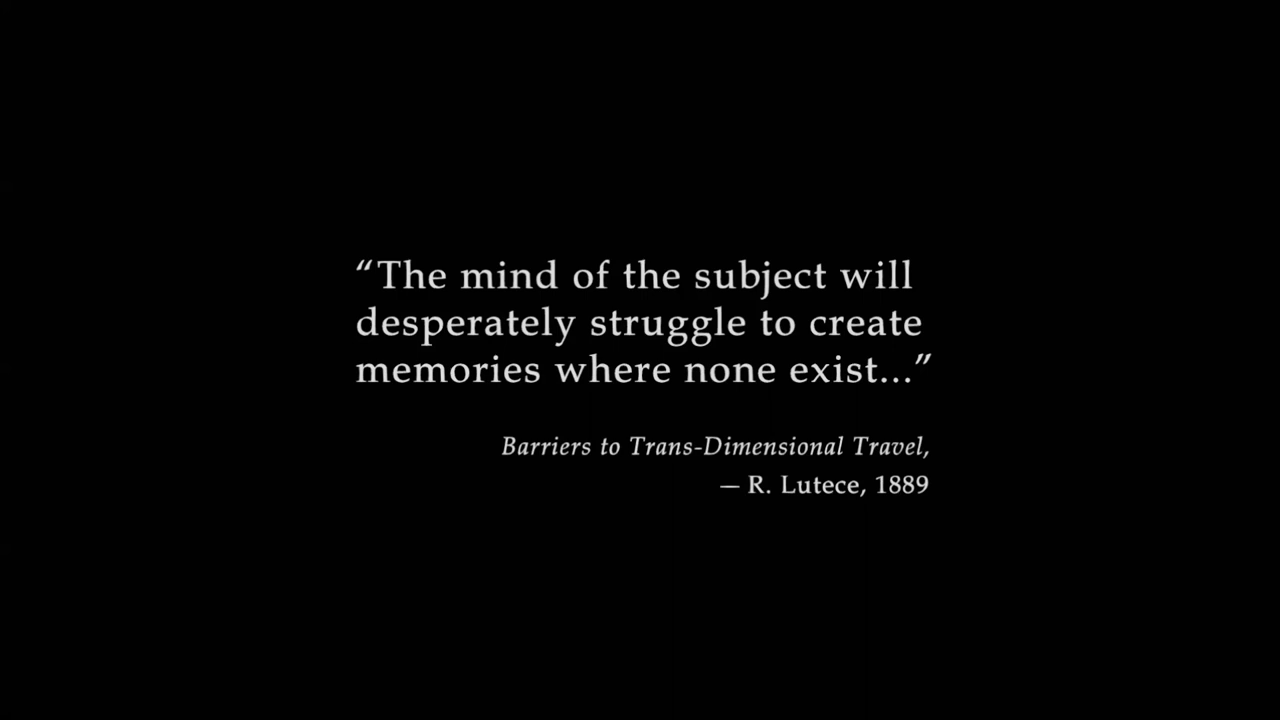 “The mind of the subject will
desperately struggle to create
memories where none exist...”
Barriers to Trans-Dimensional Travel,
— R. Lutece, 1889